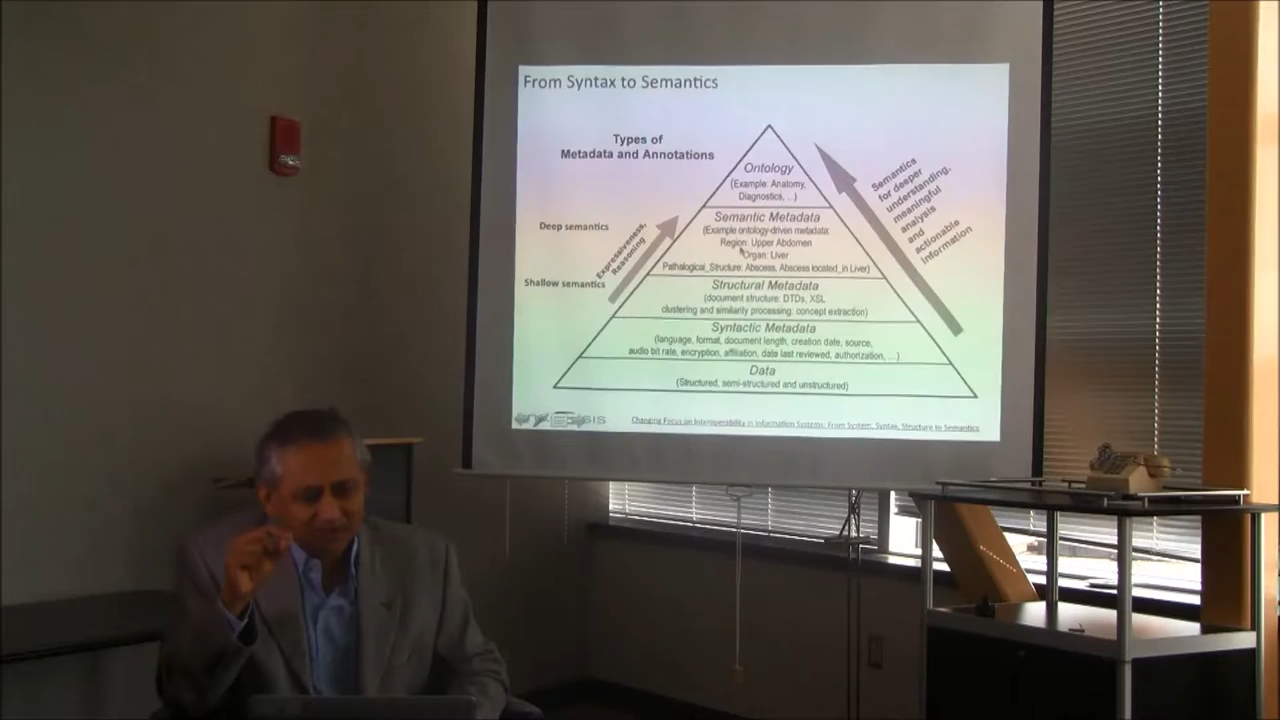 From Syntax to Semantics
Types of
Metadata and Annotations
Ontology
(Example: Anatomy,
Diagnostics, ...)
Deep semantics
Shallow semantics
Expressiveness,
Reasoning
Semantic Metadata
(Example ontology-driven metadata:
Region: Upper Abdomen
Organ: Liver
Pathalogical_Structure: Abscess, Abscess located_in Liver)
Structural Metadata
(document structure: DTDs, XSL
clustering and similarity processing: concept extraction)
Syntactic Metadata
(language, format, document length, creation date, source,
audio bit rate, encryption, affiliation, date last reviewed, authorization, ...)
Data
(Structured, semi-structured and unstructured)
Semantics
for deeper
understanding,
meaningful
analysis
and
actionable
information
Changing Focus on Interoperability in Information Systems: From System, Syntax, Structure to Semantics